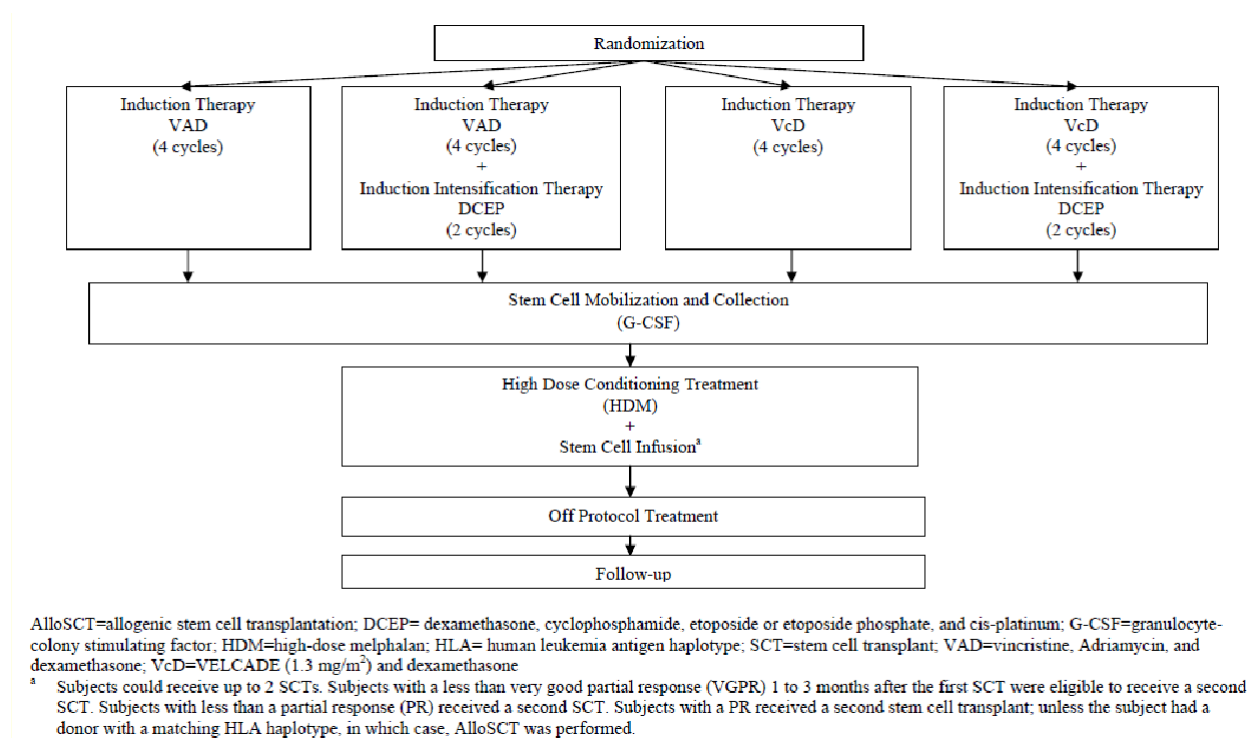 Randomization
Induction Therapy
VAD
(4 cycles)
Induction Therapy
VAD
(4 cycles)
+
Induction Intensification Therapy
DCEP
(2 cycles)
Induction Therapy
VcD
(4 cycles)
Induction Therapy
VcD
(4 cycles)
+
Induction Intensification Therapy
DCEP
(2 cycles)
Stem Cell Mobilization and Collection
(G-CSF)
High Dose Conditioning Treatment
(HDM)
+
Stem Cell Infusionᵃ
Off Protocol Treatment
Follow-up
AlloSCT=allogenic stem cell transplantation; DCEP= dexamethasone, cyclophosphamide, etoposide or etoposide phosphate, and cis-platinum; G-CSF=granulocyte-
colony stimulating factor; HDM=high-dose melphalan; HLA= human leukemia antigen haplotype; SCT=stem cell transplant; VAD=vincristine, Adriamycin, and
dexamethasone; VcD=VELCADE (1.3 mg/m²) and dexamethasone
ᵃ Subjects could receive up to 2 SCTs. Subjects with a less than very good partial response (VGPR) 1 to 3 months after the first SCT were eligible to receive a second
SCT. Subjects with less than a partial response (PR) received a second SCT. Subjects with a PR received a second stem cell transplant; unless the subject had a
donor with a matching HLA haplotype, in which case, AlloSCT was performed.